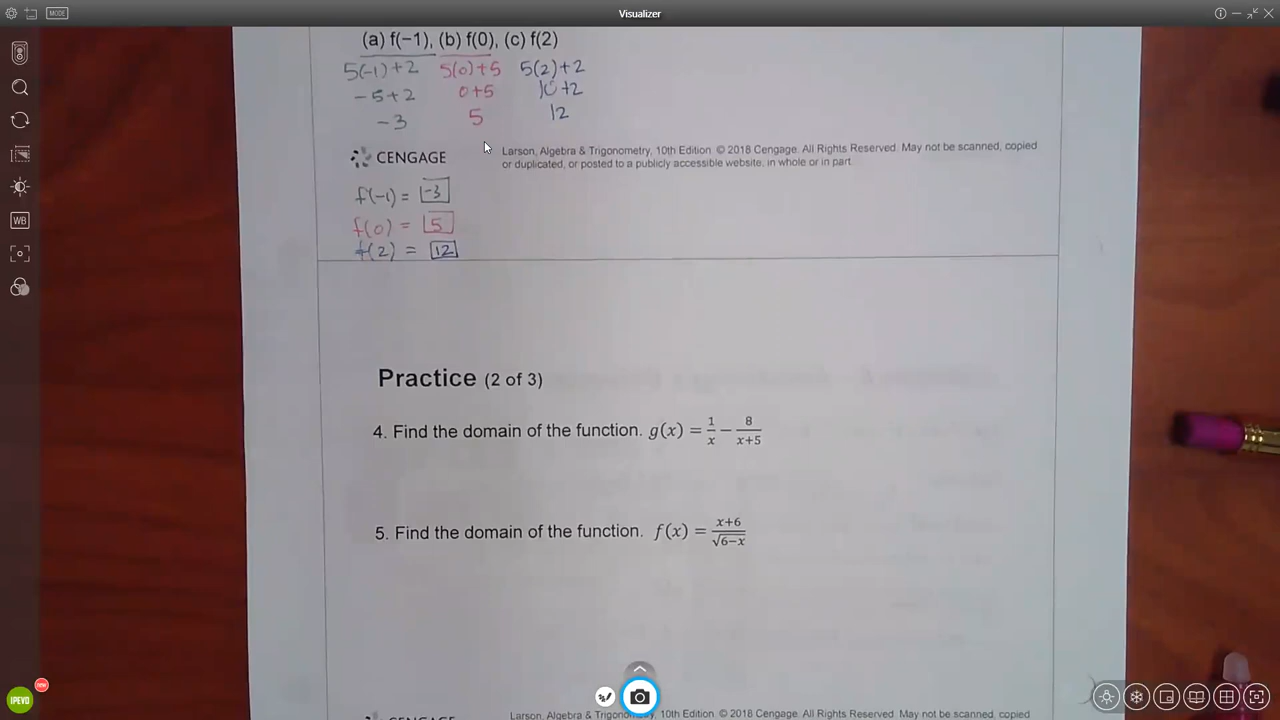 MODE
Visualizer
(a) f(−1), (b) f(0), (c) f(2)
5(-1)+2 5(0)+5 5(2)+2
-5+2 0+5 10+2
-3 5 12
CENGAGE
Larson, Algebra & Trigonometry, 10th Edition. © 2018 Cengage. All Rights Reserved. May not be scanned, copied
or duplicated, or posted to a publicly accessible website, in whole or in part.
f(-1) = -3
f(0) = 5
f(2) = 12
WB
Practice (2 of 3)
4. Find the domain of the function. g(x) = 1/x − 8/(x+5)
5. Find the domain of the function. f(x) = (x+6)/√(6−x)
IPEVO
new
Larson, Algebra & Trigonometry, 10th Edition. © 2018 Cengage. All Rights Reserved. May not be scanned, copied